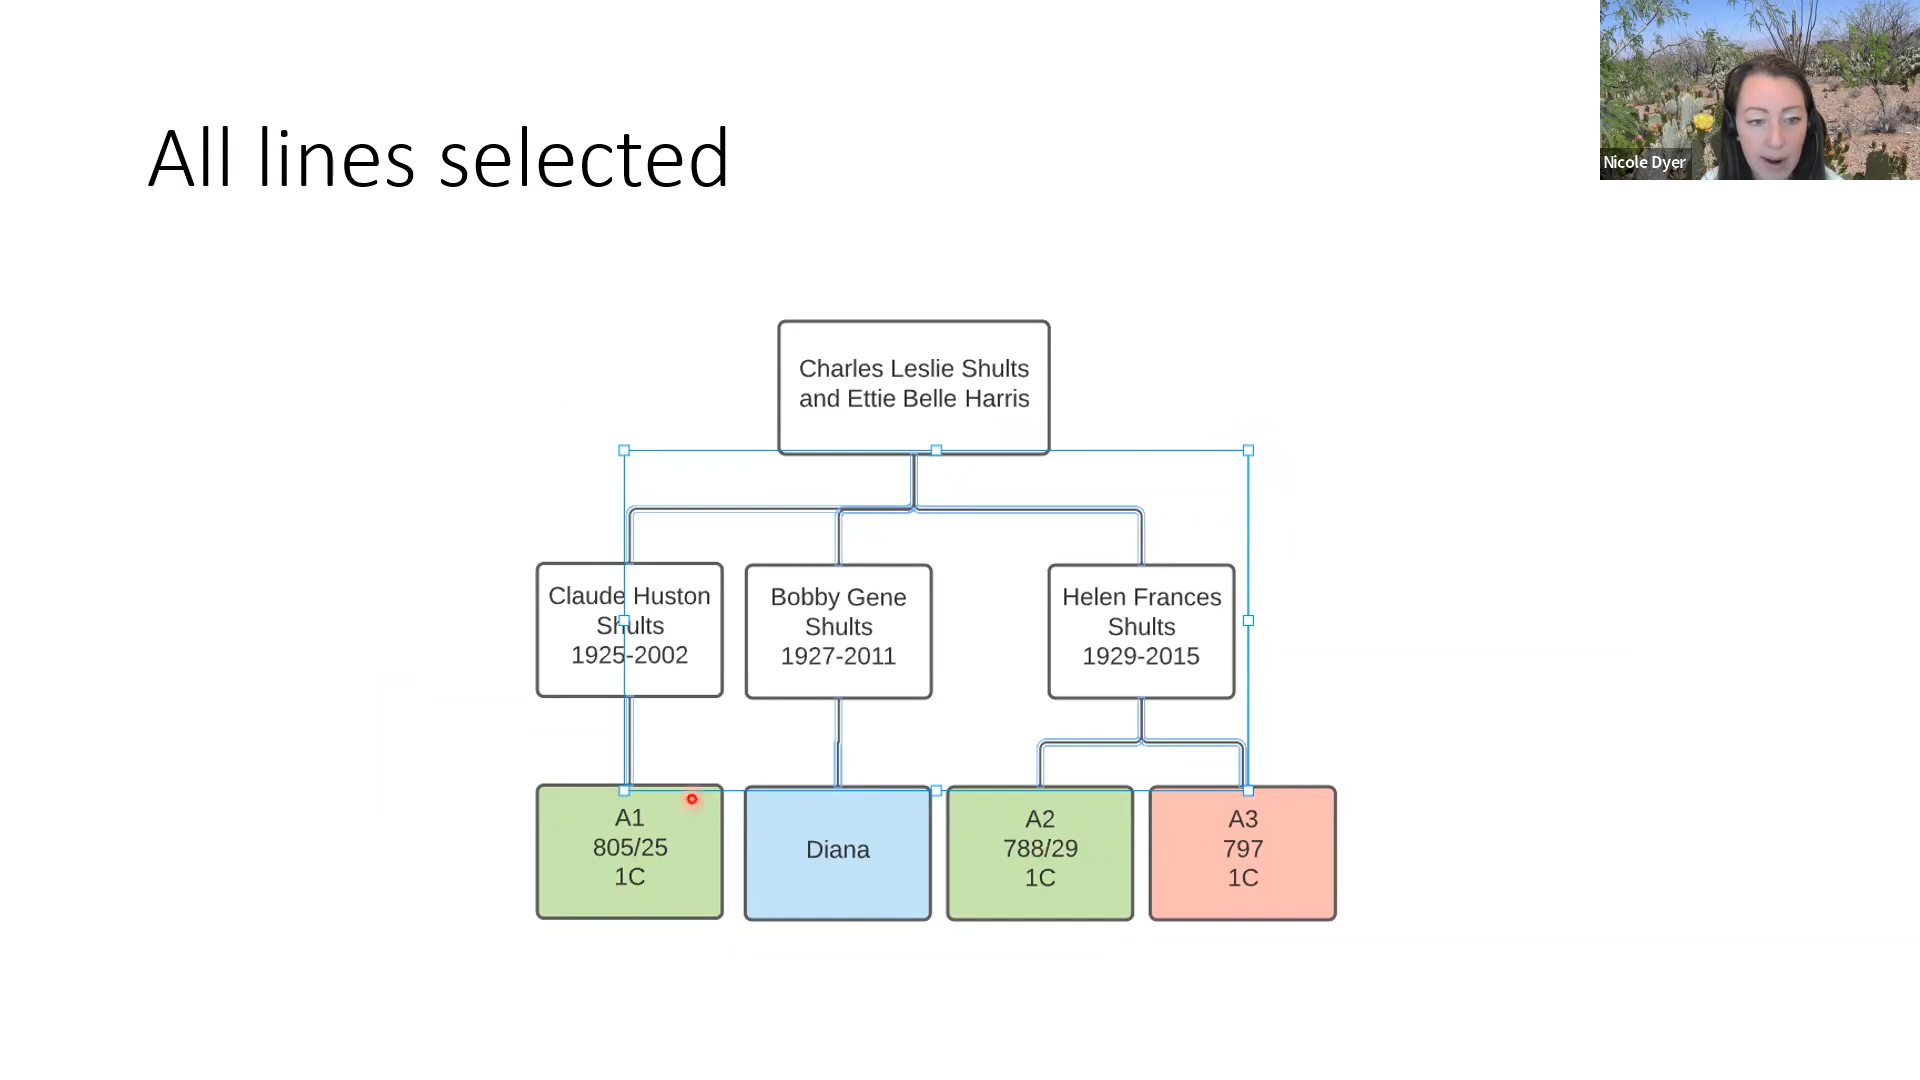 Nicole Dyer
All lines selected
Charles Leslie Shults
and Ettie Belle Harris
Claude Huston
Shults
1925-2002
Bobby Gene
Shults
1927-2011
Helen Frances
Shults
1929-2015
A1
805/25
1C
Diana
A2
788/29
1C
A3
797
1C